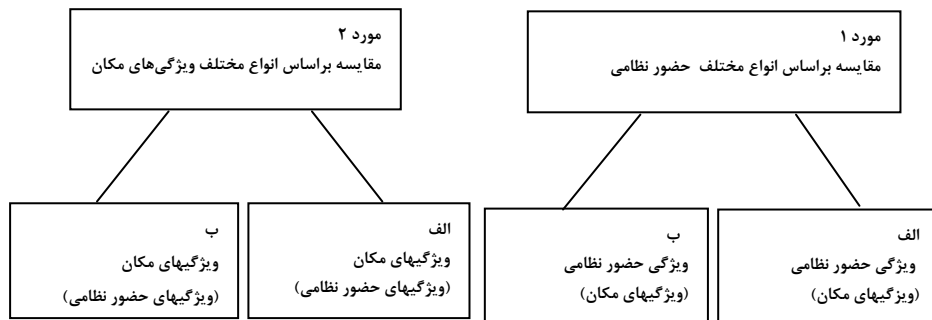 مورد ۱
مقایسه براساس انواع مختلف حضور نظامی
مورد ۲
مقایسه براساس انواع مختلف ویژگی‌های مکان
الف
ویژگی حضور نظامی
(ویزگیهای مکان)
ب
ویژگی حضور نظامی
(ویژگیهای مکان)
الف
ویژگیهای مکان
(ویژگیهای حضور نظامی)
ب
ویژگیهای مکان
(ویژگیهای حضور نظامی)